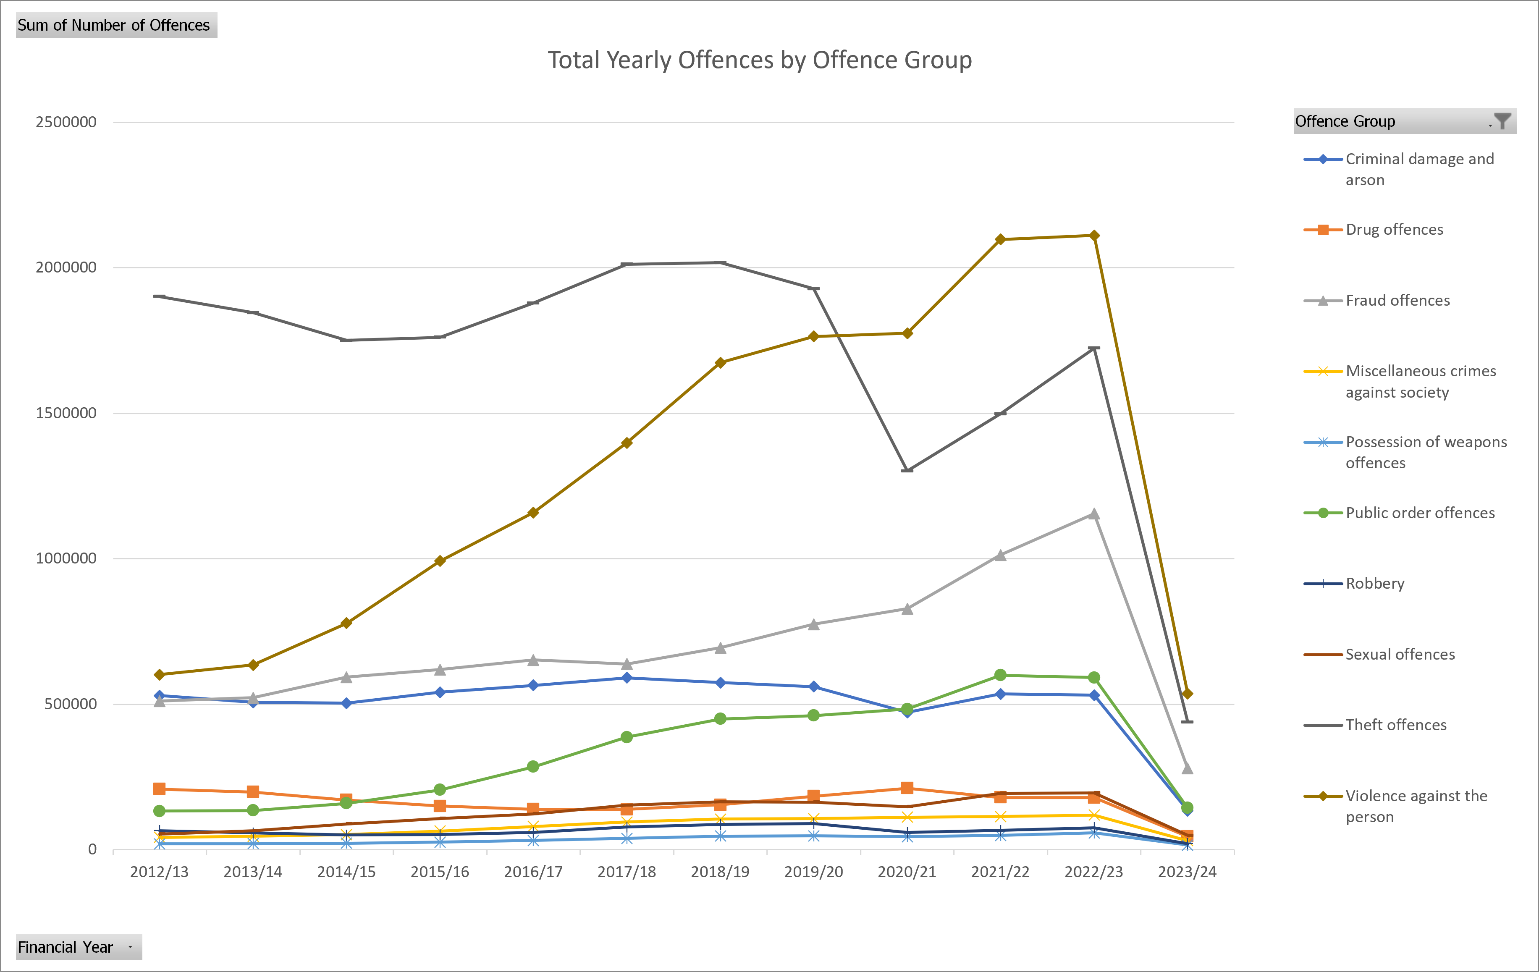 Sum of Number of Offences
Total Yearly Offences by Offence Group
2500000
2000000
1500000
1000000
500000
0
2012/13 2013/14 2014/15 2015/16 2016/17 2017/18 2018/19 2019/20 2020/21 2021/22 2022/23 2023/24
Offence Group
Criminal damage and
arson
Drug offences
Fraud offences
Miscellaneous crimes
against society
Possession of weapons
offences
Public order offences
Robbery
Sexual offences
Theft offences
Violence against the
person
Financial Year